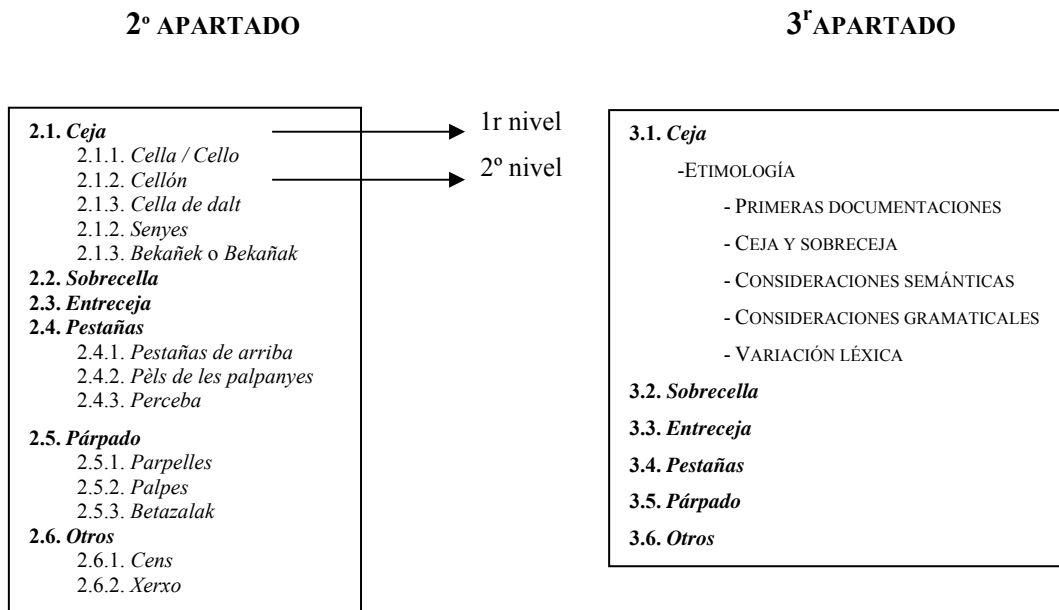 2º APARTADO
2.1. Ceja
2.1.1. Cella / Cello
2.1.2. Cellón
2.1.3. Cella de dalt
2.1.2. Senyes
2.1.3. Bekañek o Bekañak
2.2. Sobrecella
2.3. Entreceja
2.4. Pestañas
2.4.1. Pestañas de arriba
2.4.2. Pèls de les palpanyes
2.4.3. Perceba
2.5. Párpado
2.5.1. Parpelles
2.5.2. Palpes
2.5.3. Betazalak
2.6. Otros
2.6.1. Cens
2.6.2. Xerxo
1r nivel
2º nivel
3r APARTADO
3.1. Ceja
-ETIMOLOGÍA
- PRIMERAS DOCUMENTACIONES
- CEJA Y SOBRECEJA
- CONSIDERACIONES SEMÁNTICAS
- CONSIDERACIONES GRAMATICALES
- VARIACIÓN LÉXICA
3.2. Sobrecella
3.3. Entreceja
3.4. Pestañas
3.5. Párpado
3.6. Otros